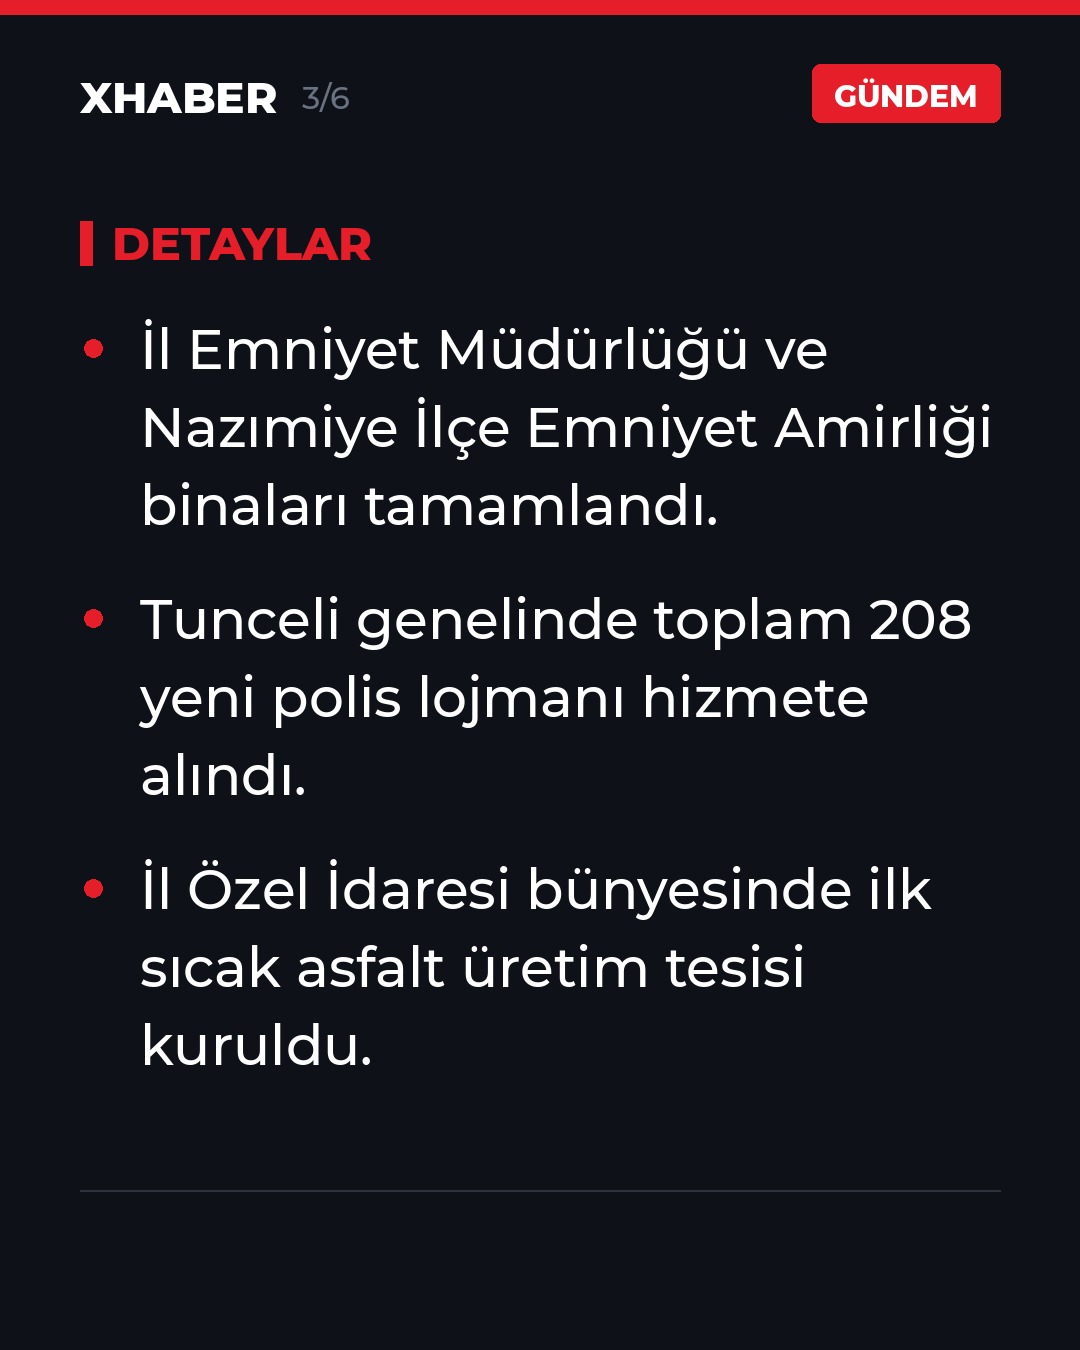 XHABER 3/6
GÜNDEM
DETAYLAR
İl Emniyet Müdürlüğü ve
Nazımiye İlçe Emniyet Amirliği
binaları tamamlandı.
Tunceli genelinde toplam 208
yeni polis lojmanı hizmete
alındı.
İl Özel İdaresi bünyesinde ilk
sıcak asfalt üretim tesisi
kuruldu.